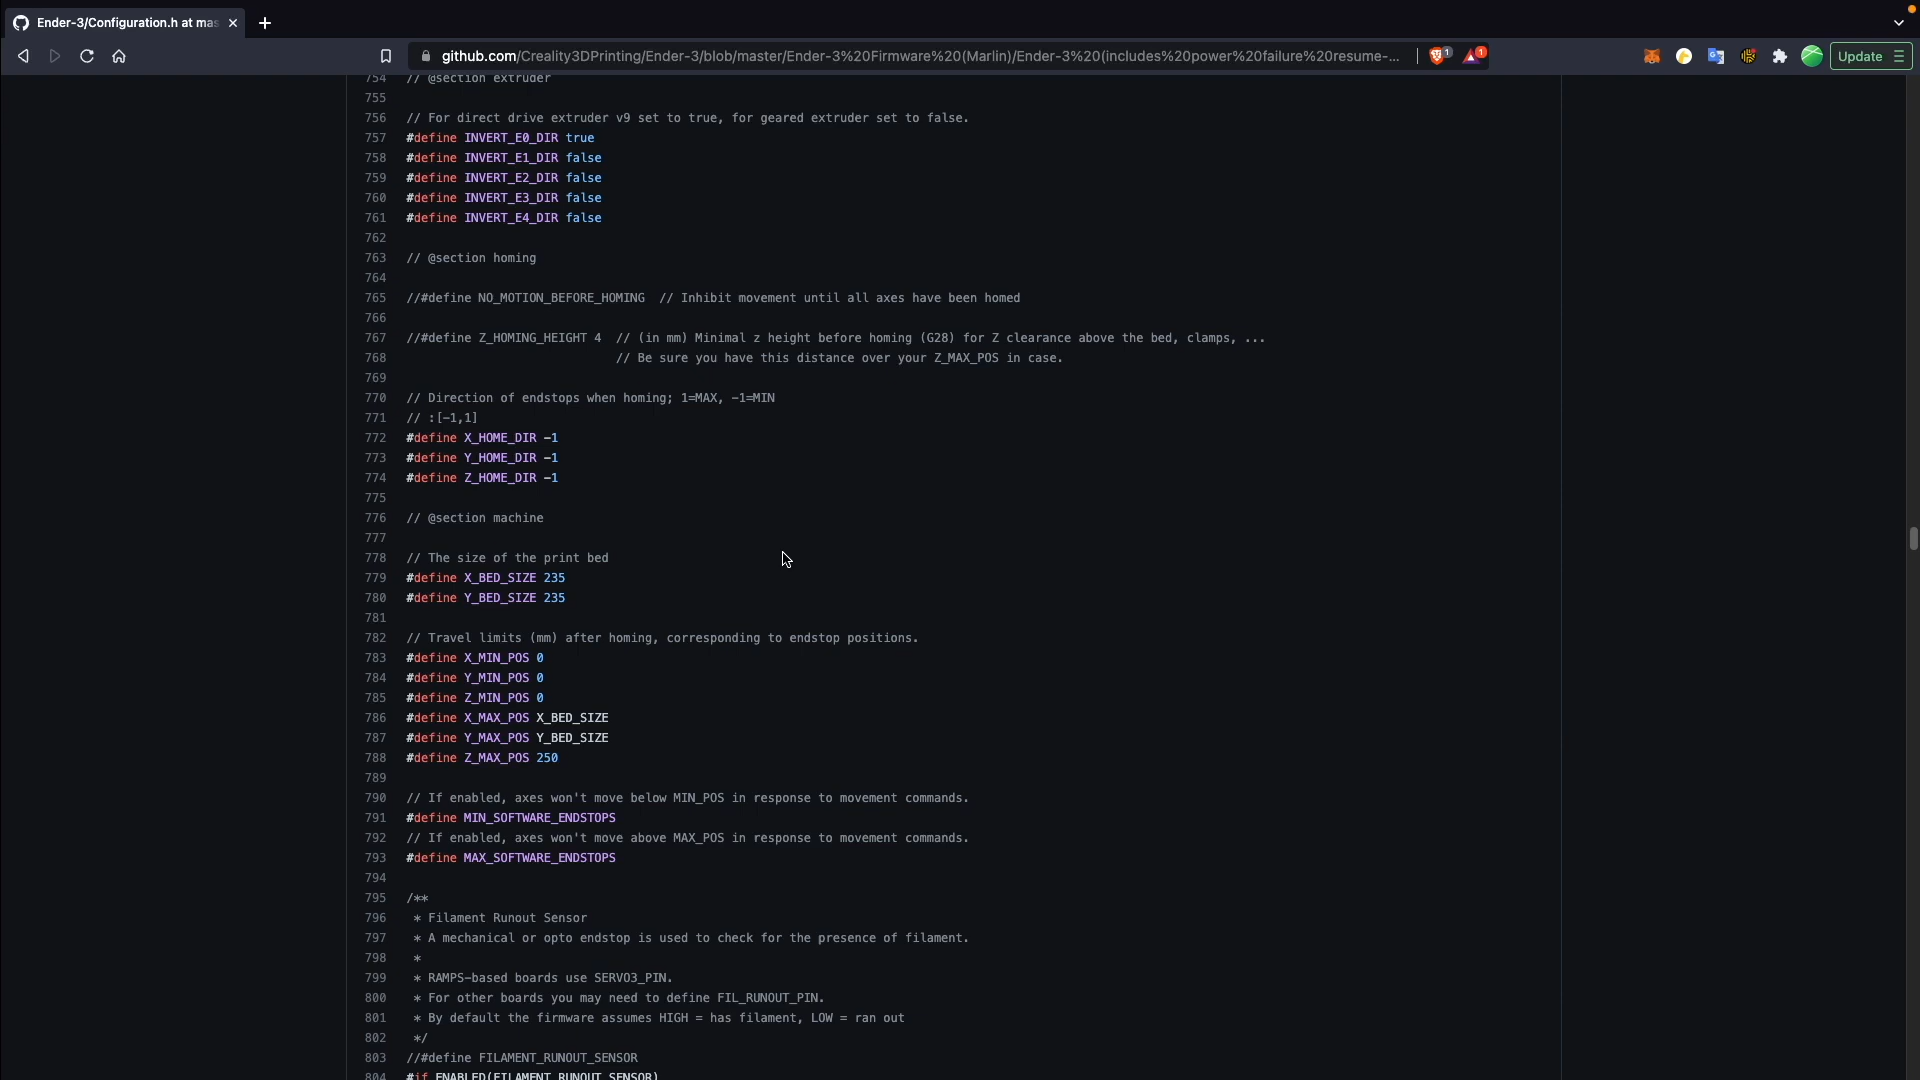 Ender-3/Configuration.h at mas
github.com/Creality3DPrinting/Ender-3/blob/master/Ender-3%20Firmware%20(Marlin)/Ender-3%20(includes%20power%20failure%20resume-...
1
1
Update
754 // @section extruder
755
756 // For direct drive extruder v9 set to true, for geared extruder set to false.
757 #define INVERT_E0_DIR true
758 #define INVERT_E1_DIR false
759 #define INVERT_E2_DIR false
760 #define INVERT_E3_DIR false
761 #define INVERT_E4_DIR false
762
763 // @section homing
764
765 //#define NO_MOTION_BEFORE_HOMING // Inhibit movement until all axes have been homed
766
767 //#define Z_HOMING_HEIGHT 4 // (in mm) Minimal z height before homing (G28) for Z clearance above the bed, clamps, ...
768 // Be sure you have this distance over your Z_MAX_POS in case.
769
770 // Direction of endstops when homing; 1=MAX, -1=MIN
771 // :[-1,1]
772 #define X_HOME_DIR -1
773 #define Y_HOME_DIR -1
774 #define Z_HOME_DIR -1
775
776 // @section machine
777
778 // The size of the print bed
779 #define X_BED_SIZE 235
780 #define Y_BED_SIZE 235
781
782 // Travel limits (mm) after homing, corresponding to endstop positions.
783 #define X_MIN_POS 0
784 #define Y_MIN_POS 0
785 #define Z_MIN_POS 0
786 #define X_MAX_POS X_BED_SIZE
787 #define Y_MAX_POS Y_BED_SIZE
788 #define Z_MAX_POS 250
789
790 // If enabled, axes won't move below MIN_POS in response to movement commands.
791 #define MIN_SOFTWARE_ENDSTOPS
792 // If enabled, axes won't move above MAX_POS in response to movement commands.
793 #define MAX_SOFTWARE_ENDSTOPS
794
795 /**
796 * Filament Runout Sensor
797 * A mechanical or opto endstop is used to check for the presence of filament.
798 *
799 * RAMPS-based boards use SERVO3_PIN.
800 * For other boards you may need to define FIL_RUNOUT_PIN.
801 * By default the firmware assumes HIGH = has filament, LOW = ran out
802 */
803 //#define FILAMENT_RUNOUT_SENSOR
804 #if ENABLED(FILAMENT_RUNOUT_SENSOR)